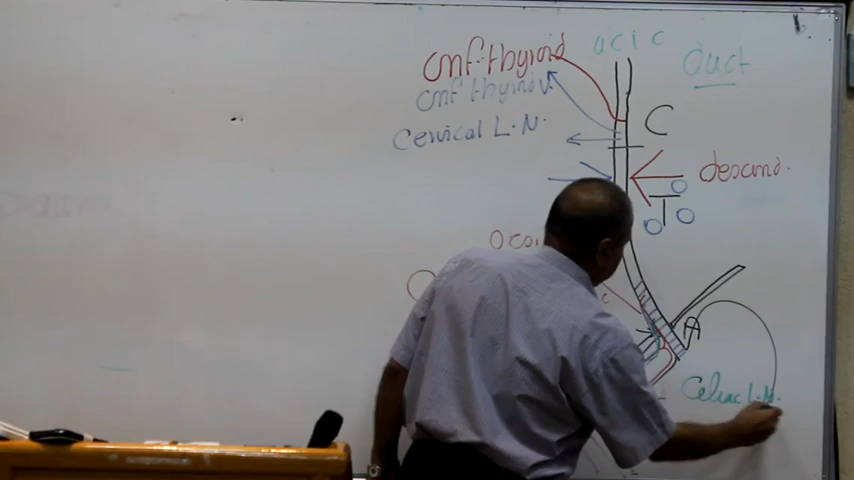 inf. thyroid
inf thyroid v.
Cervical L.N.
acic
duct
C
descend.
T
A
C
Celiac L.N.